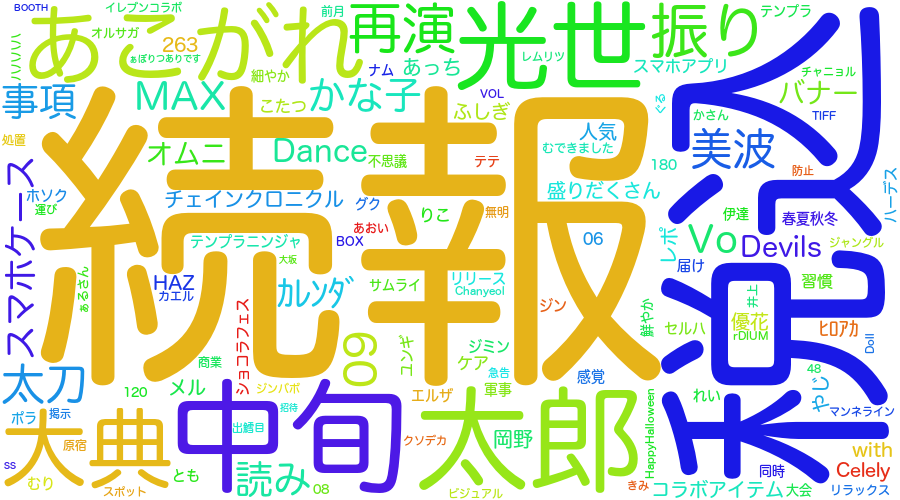 BOOTH
イレブンコラボ
前月
あこがれ
再演
光世
振り
テンプラ
オルサガ
263
ぁぽりつありです
ハハハハ
細やか
ナム
あっち
レムリツ
スマホアプリ
チャニョル
事項
MAX
かな子
こたつ
VOL
ふしぎ
ぐる
バナー
かさん
TIFF
処置
オムニ
Dance
不思議
テテ
人気
むできました
美波
180
防止
続報
税込
ホソク
運び
チェインクロニクル
グク
りこ
無明
盛りだくさん
ハーデス
スマホケース
あおい
06
レポ
Vo
伊達
春夏秋冬
テンプラニンジャ
BOX
大坂
Devils
ジャングル
ぁるさん
HAZ
カエル
ｶﾚﾝﾀﾞ
サムライ
リリース
Chanyeol
届け
習慣
ショコラフェス
ジン
鮮やか
井上
優花
rDIUM
ﾋﾛｱｶ
セルハ
Doll
09
ユンギ
ジミン
ケア
商業
太刀
急告
感覚
48
120
メル
ジンバボ
エルザ
軍事
れい
やじ
マンネライン
ポラ
掲示
招待
大典
中旬
出鱈目
太郎
岡野
HappyHalloween
原宿
クソデカ
with
SS
むり
とも
読み
同時
Celely
スポット
08
ビジュアル
きみ
コラボアイテム
大会
リラックス